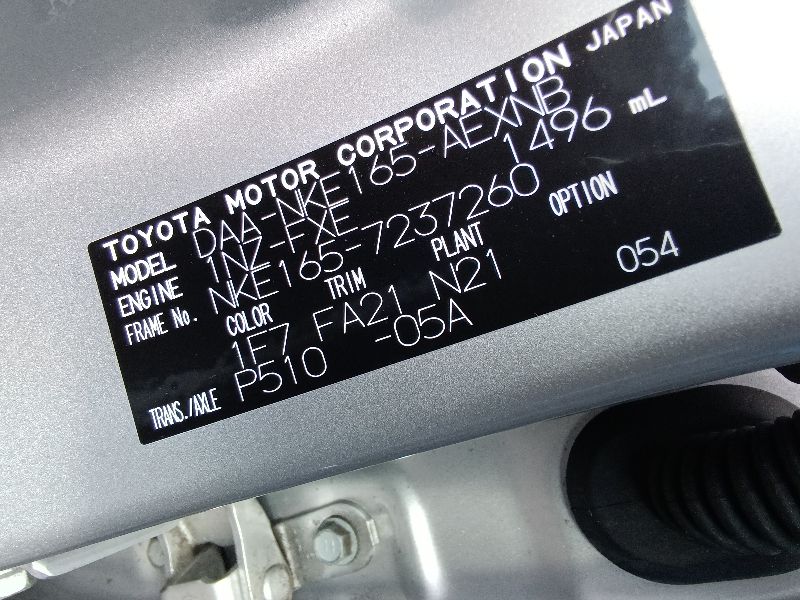 TOYOTA MOTOR CORPORATION JAPAN
MODEL DAA-NKE165-AEXNB
ENGINE 1NZ-FXE 1496 mL
FRAME No. NKE165-7237260
COLOR TRIM PLANT OPTION
1F7 FA21 N21 054
TRANS./AXLE P510 -05A